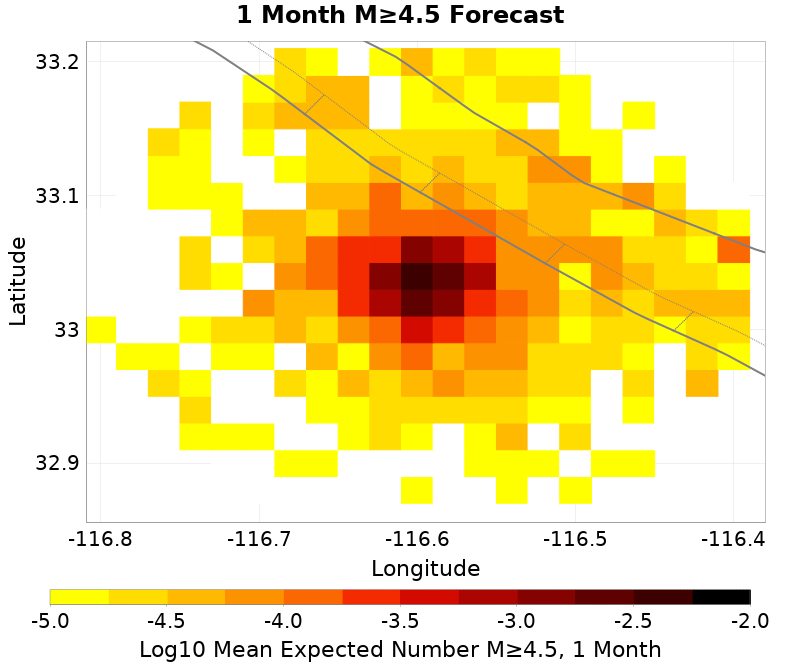 1 Month M≥4.5 Forecast
33.2
33.1
33
32.9
Latitude
-116.8 -116.7 -116.6 -116.5 -116.4
Longitude
-5.0 -4.5 -4.0 -3.5 -3.0 -2.5 -2.0
Log10 Mean Expected Number M≥4.5, 1 Month